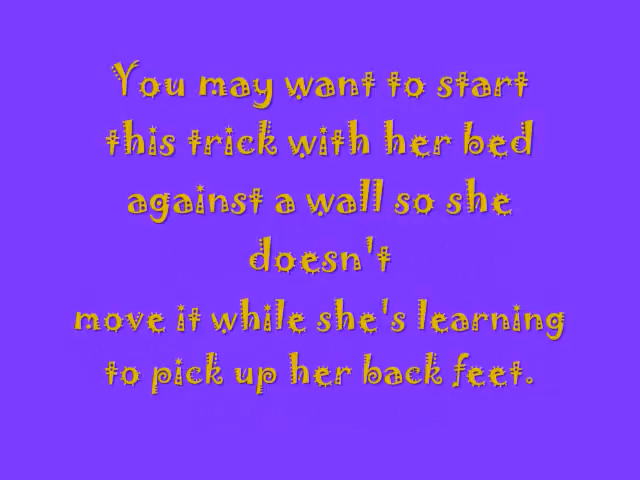 You may want to start
this trick with her bed
against a wall so she
doesn't
move it while she's learning
to pick up her back feet.